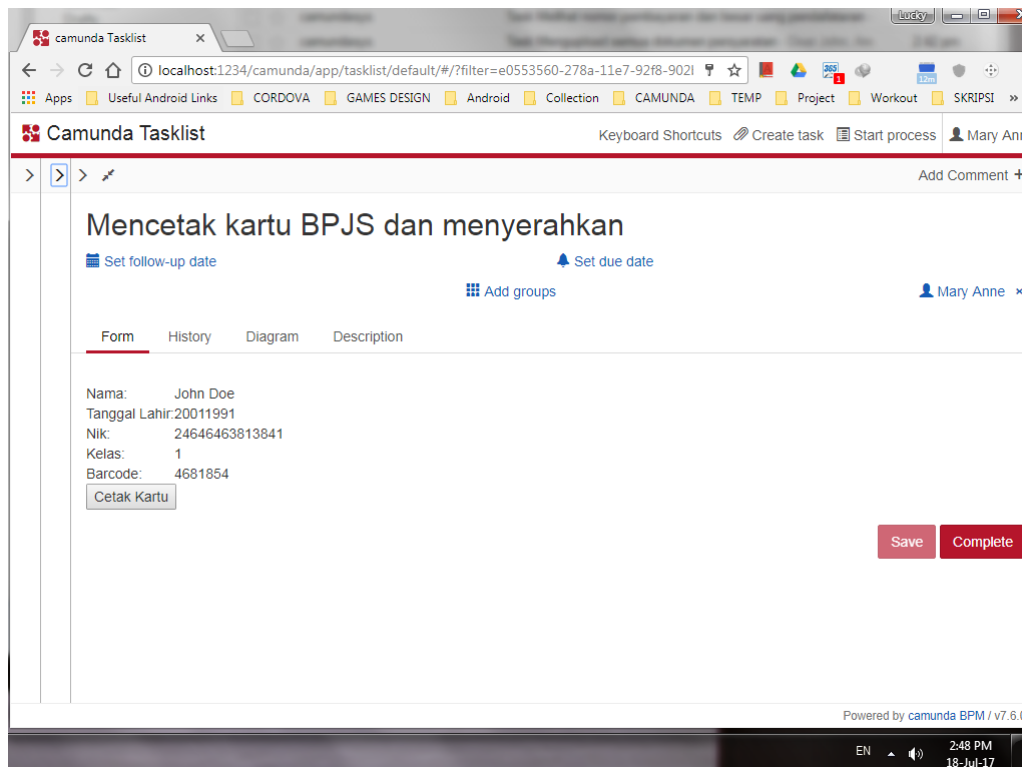 Lucky
camunda Tasklist ×
localhost:1234/camunda/app/tasklist/default/#/?filter=e0553560-278a-11e7-92f8-902
365
1
12m
Apps Useful Android Links CORDOVA GAMES DESIGN Android Collection CAMUNDA TEMP Project Workout SKRIPSI »
Camunda Tasklist Keyboard Shortcuts Create task Start process Mary Ann
Add Comment +
Mencetak kartu BPJS dan menyerahkan
Set follow-up date Set due date
Add groups Mary Anne ×
Form History Diagram Description
Nama: John Doe
Tanggal Lahir:20011991
Nik: 24646463813841
Kelas: 1
Barcode: 4681854
Cetak Kartu
Save Complete
Powered by camunda BPM / v7.6.0
EN 2:48 PM
18-Jul-17